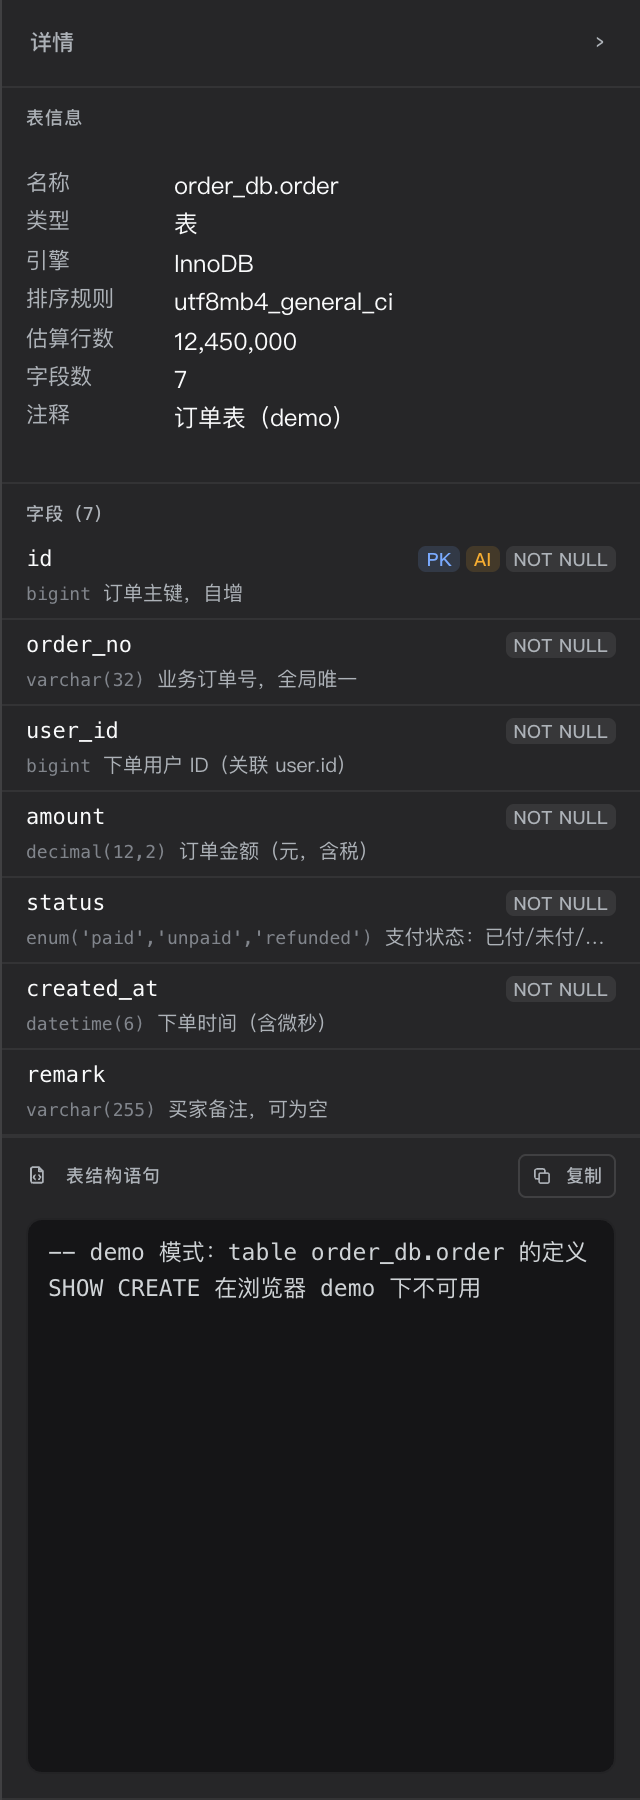 详情
表信息
名称 order_db.order
类型 表
引擎 InnoDB
排序规则 utf8mb4_general_ci
估算行数 12,450,000
字段数 7
注释 订单表（demo）
字段 (7)
id PK AI NOT NULL
bigint 订单主键，自增
order_no NOT NULL
varchar(32) 业务订单号，全局唯一
user_id NOT NULL
bigint 下单用户 ID（关联 user.id）
amount NOT NULL
decimal(12,2) 订单金额（元，含税）
status NOT NULL
enum('paid','unpaid','refunded') 支付状态：已付/未付/...
created_at NOT NULL
datetime(6) 下单时间（含微秒）
remark
varchar(255) 买家备注，可为空
表结构语句 复制
-- demo 模式：table order_db.order 的定义
SHOW CREATE 在浏览器 demo 下不可用